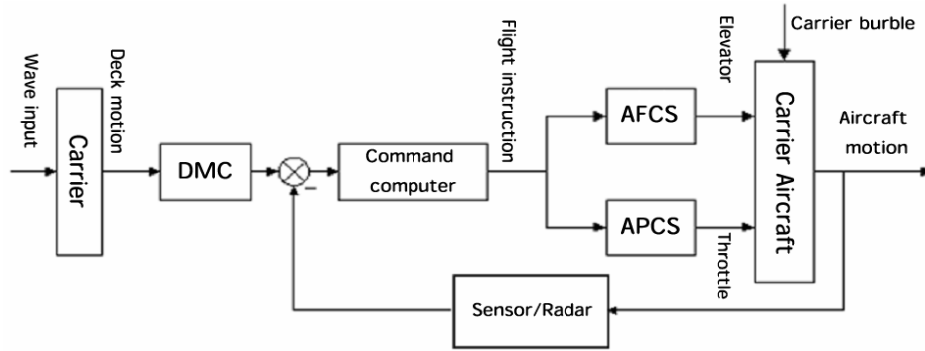 Wave input
Carrier
Deck motion
DMC
−
Command
computer
Flight instruction
AFCS
APCS
Elevator
Throttle
Carrier burble
Carrier Aircraft
Aircraft
motion
Sensor/Radar